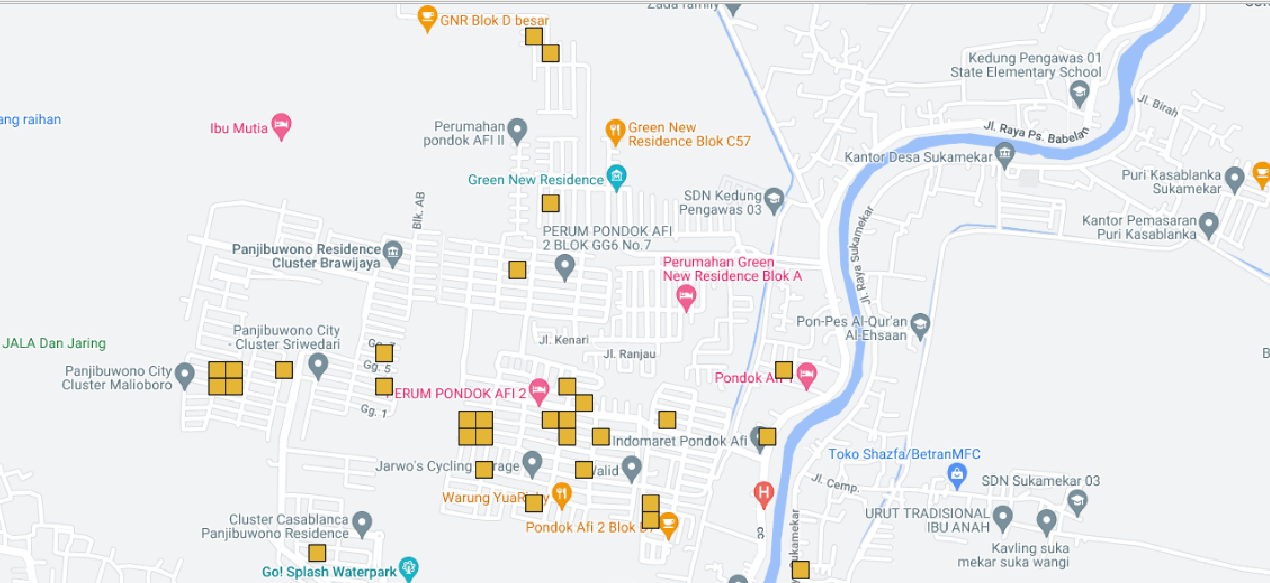 GNR Blok D besar
Kedung Pengawas 01
State Elementary School
Jl. Birah
ang raihan
Ibu Mutia
Perumahan
pondok AFI II
Green New
Residence Blok C57
Jl. Raya Ps. Babelan
Kantor Desa Sukamekar
Green New Residence
Puri Kasablanka
Sukamekar
SDN Kedung
Pengawas 03
Blk. AB
Kantor Pemasaran
Puri Kasablanka
PERUM PONDOK AFI
2 BLOK GG6 No.7
Panjibuwono Residence
Cluster Brawijaya
Jl. Raya Sukamekar
Perumahan Green
New Residence Blok A
Pon-Pes Al-Qur'an
Al-Ehsaan
Panjibuwono City
- Cluster Sriwedari
JALA Dan Jaring
Jl. Kenari
Jl. Ranjau
Gg. 5
Panjibuwono City
Cluster Malioboro
Pondok
PERUM PONDOK AFI 2
Gg. 1
Indomaret Pondok Afi
Toko Shazfa/BetranMFC
Jarwo's Cycling
Valid
Jl. Cemp.
SDN Sukamekar 03
Warung
URUT TRADISIONAL
IBU ANAH
Cluster Casablanca
Panjibuwono Residence
Pondok Afi 2 Blok
Kavling suka
mekar suka wangi
Go! Splash Waterpark